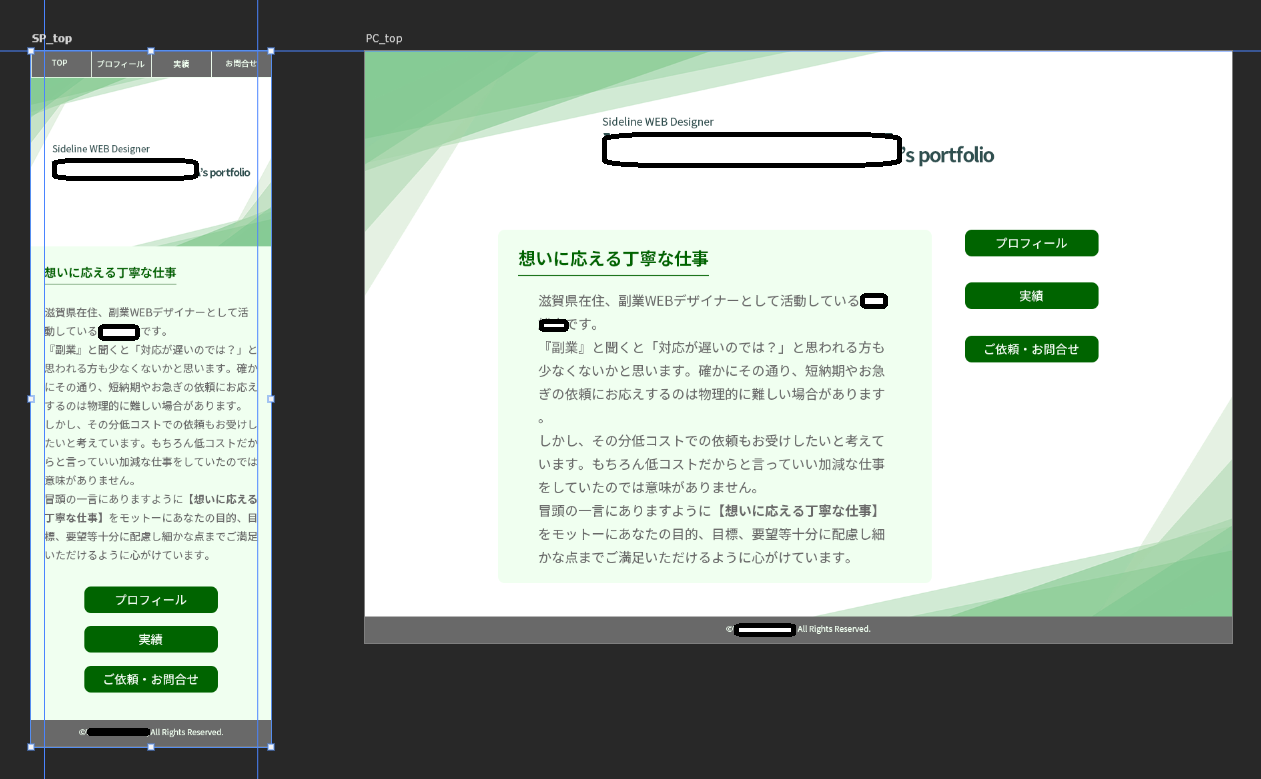 SP_top
TOP
プロフィール
実績
お問合せ
Sideline WEB Designer
's portfolio
想いに応える丁寧な仕事
滋賀県在住、副業WEBデザイナーとして活
動している
です。
『副業』と聞くと「対応が遅いのでは？」と
思われる方も少なくないかと思います。確か
にその通り、短納期やお急ぎの依頼にお応え
するのは物理的に難しい場合があります。
しかし、その分低コストでの依頼もお受けし
たいと考えています。もちろん低コストだか
らと言っていい加減な仕事をしていたのでは
意味がありません。
冒頭の一言にありますように【想いに応える
丁寧な仕事】をモットーにあなたの目的、目
標、要望等十分に配慮し細かな点までご満足
いただけるように心がけています。
プロフィール
実績
ご依頼・お問合せ
©
All Rights Reserved.
PC_top
Sideline WEB Designer
's portfolio
想いに応える丁寧な仕事
滋賀県在住、副業WEBデザイナーとして活動している
です。
『副業』と聞くと「対応が遅いのでは？」と思われる方も
少なくないかと思います。確かにその通り、短納期やお急
ぎの依頼にお応えするのは物理的に難しい場合があります
。
しかし、その分低コストでの依頼もお受けしたいと考えて
います。もちろん低コストだからと言っていい加減な仕事
をしていたのでは意味がありません。
冒頭の一言にありますように【想いに応える丁寧な仕事】
をモットーにあなたの目的、目標、要望等十分に配慮し細
かな点までご満足いただけるように心がけています。
プロフィール
実績
ご依頼・お問合せ
©
All Rights Reserved.